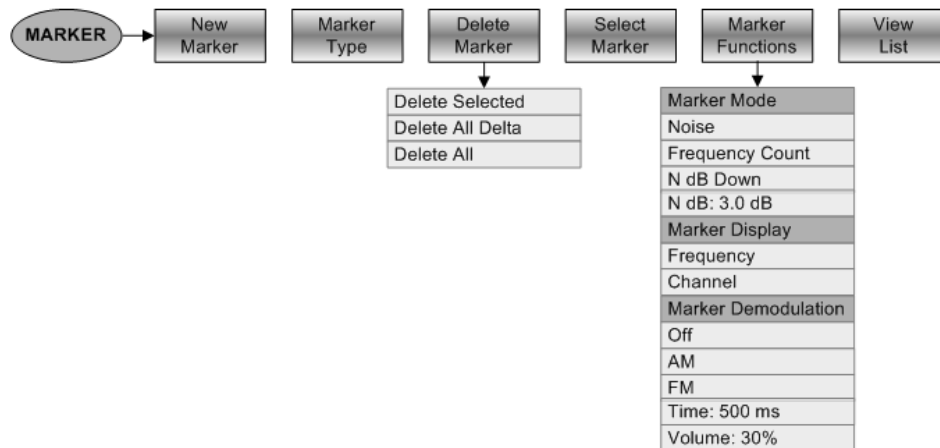 MARKER
New
Marker
Marker
Type
Delete
Marker
Select
Marker
Marker
Functions
View
List
Delete Selected
Delete All Delta
Delete All
Marker Mode
Noise
Frequency Count
N dB Down
N dB: 3.0 dB
Marker Display
Frequency
Channel
Marker Demodulation
Off
AM
FM
Time: 500 ms
Volume: 30%